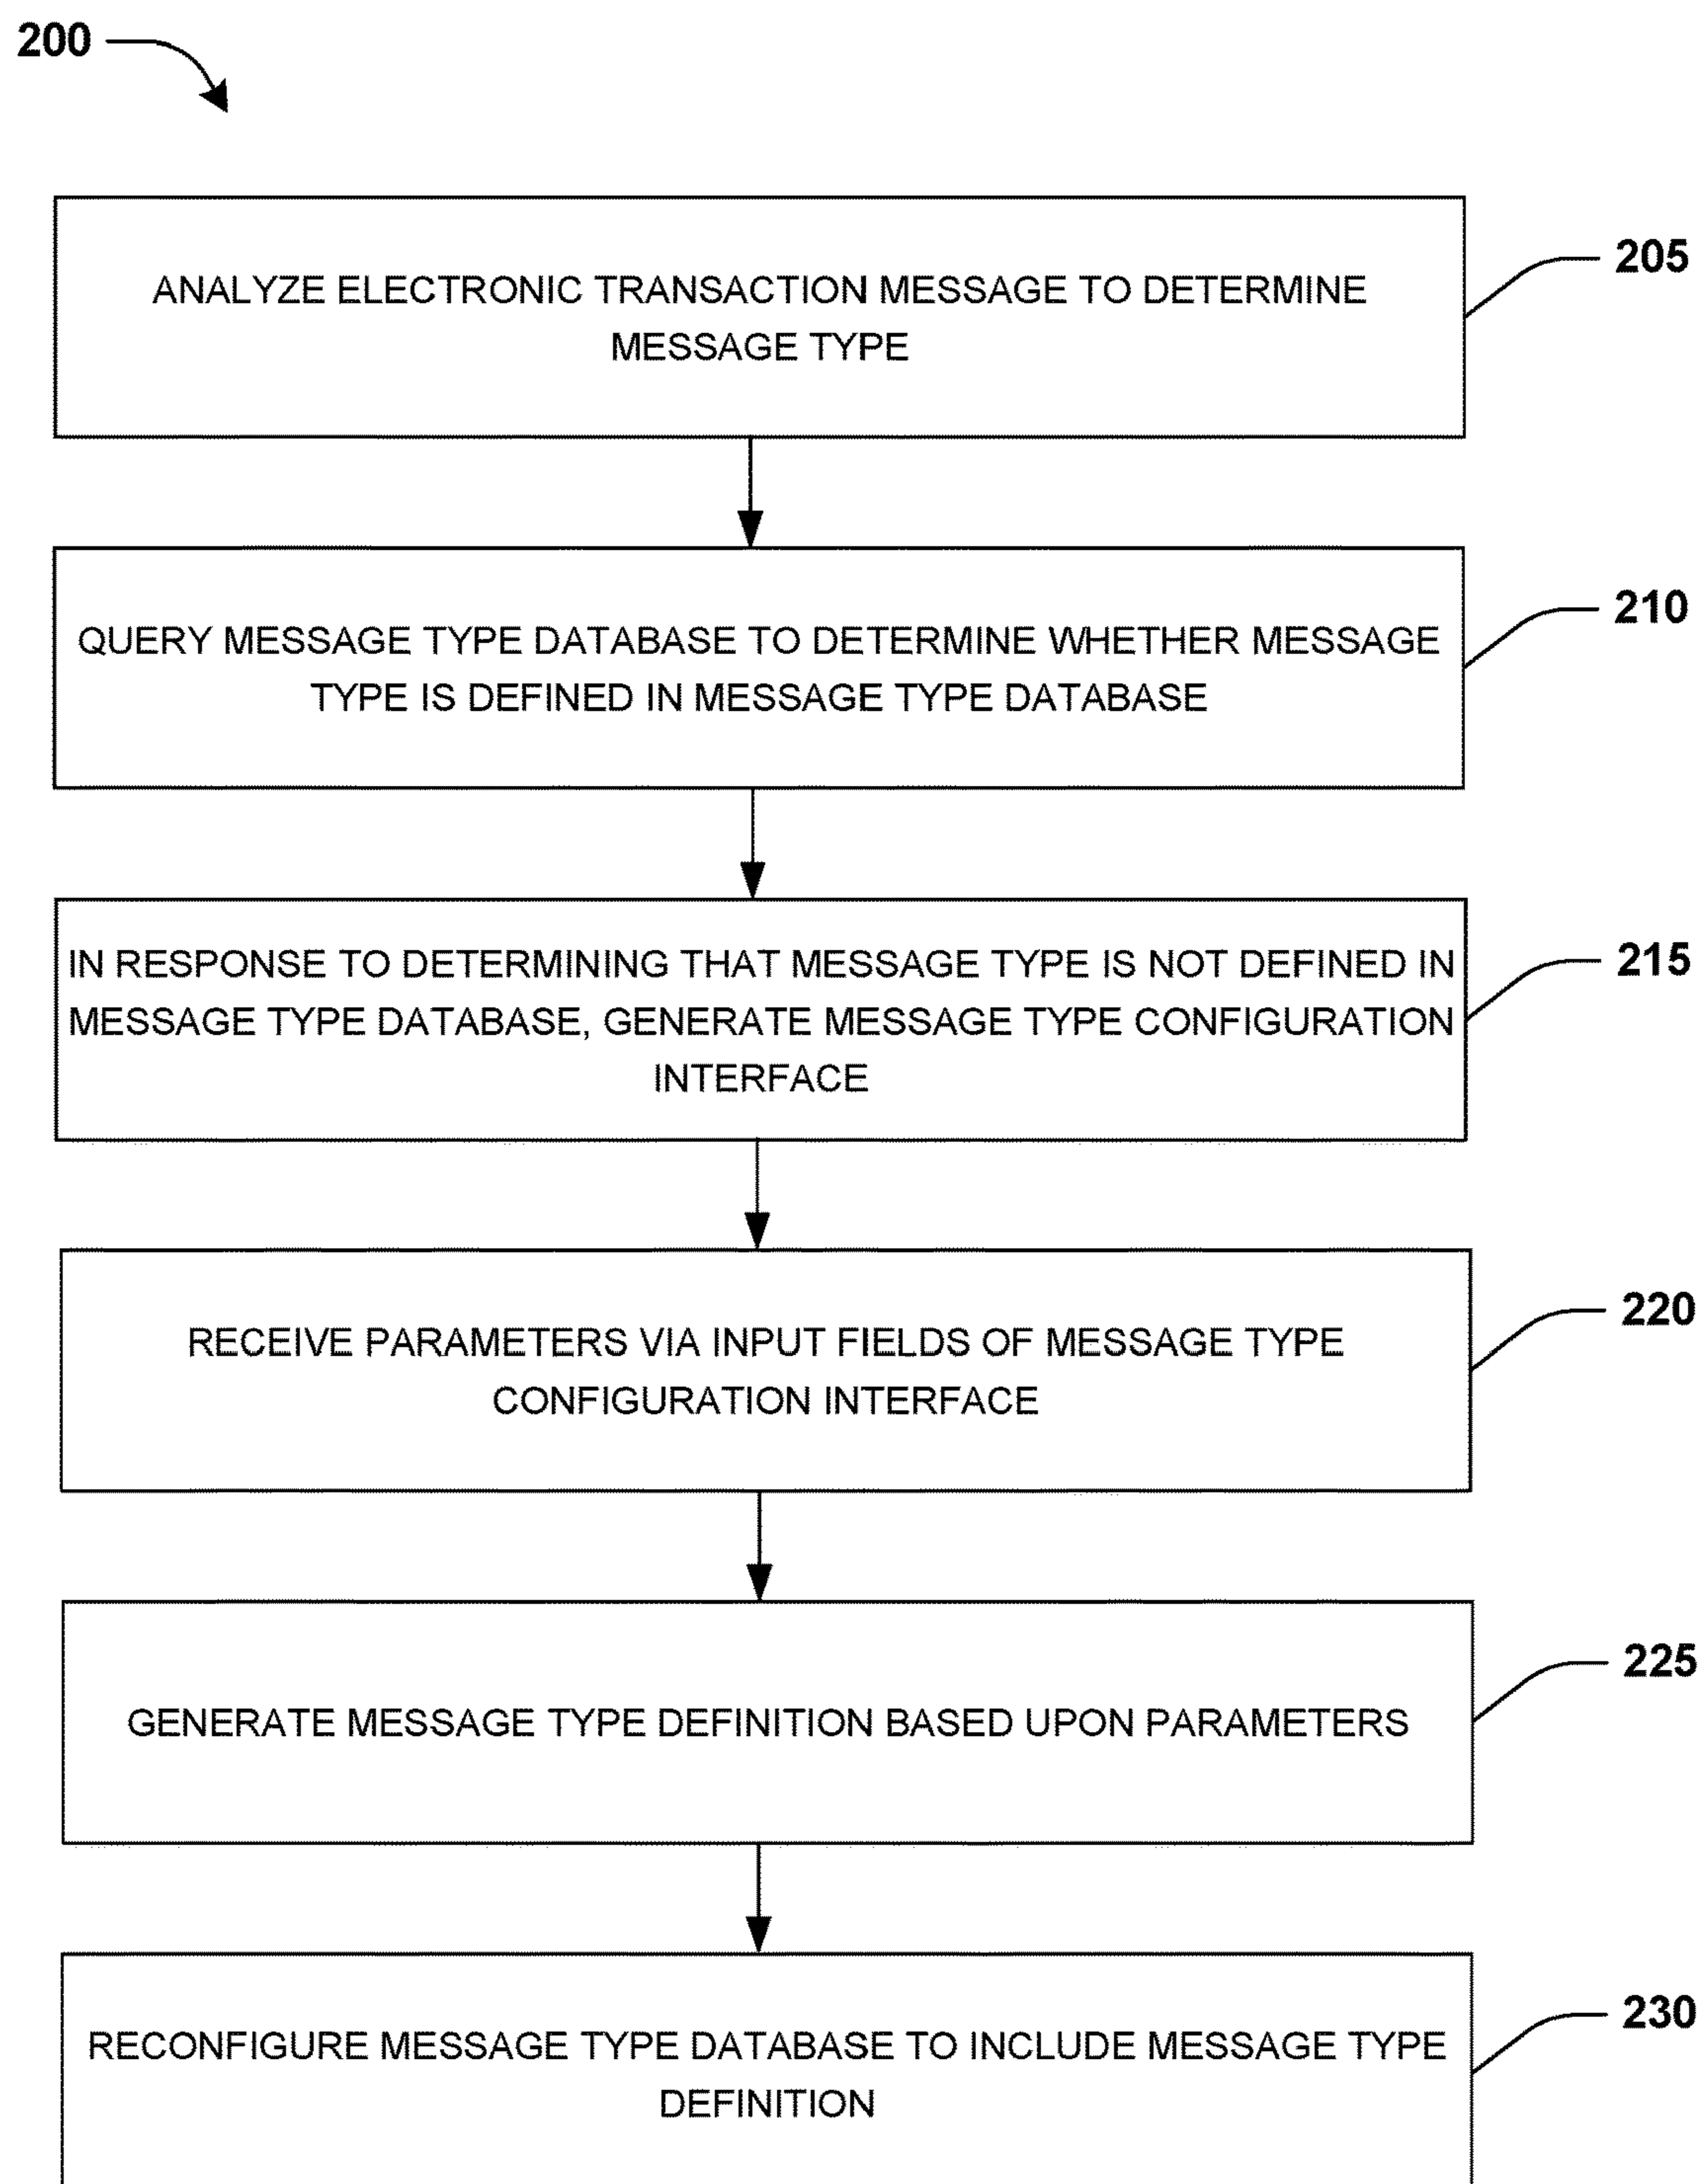 200
ANALYZE ELECTRONIC TRANSACTION MESSAGE TO DETERMINE
MESSAGE TYPE
205
QUERY MESSAGE TYPE DATABASE TO DETERMINE WHETHER MESSAGE
TYPE IS DEFINED IN MESSAGE TYPE DATABASE
210
IN RESPONSE TO DETERMINING THAT MESSAGE TYPE IS NOT DEFINED IN
MESSAGE TYPE DATABASE, GENERATE MESSAGE TYPE CONFIGURATION
INTERFACE
215
RECEIVE PARAMETERS VIA INPUT FIELDS OF MESSAGE TYPE
CONFIGURATION INTERFACE
220
GENERATE MESSAGE TYPE DEFINITION BASED UPON PARAMETERS
225
RECONFIGURE MESSAGE TYPE DATABASE TO INCLUDE MESSAGE TYPE
DEFINITION
230